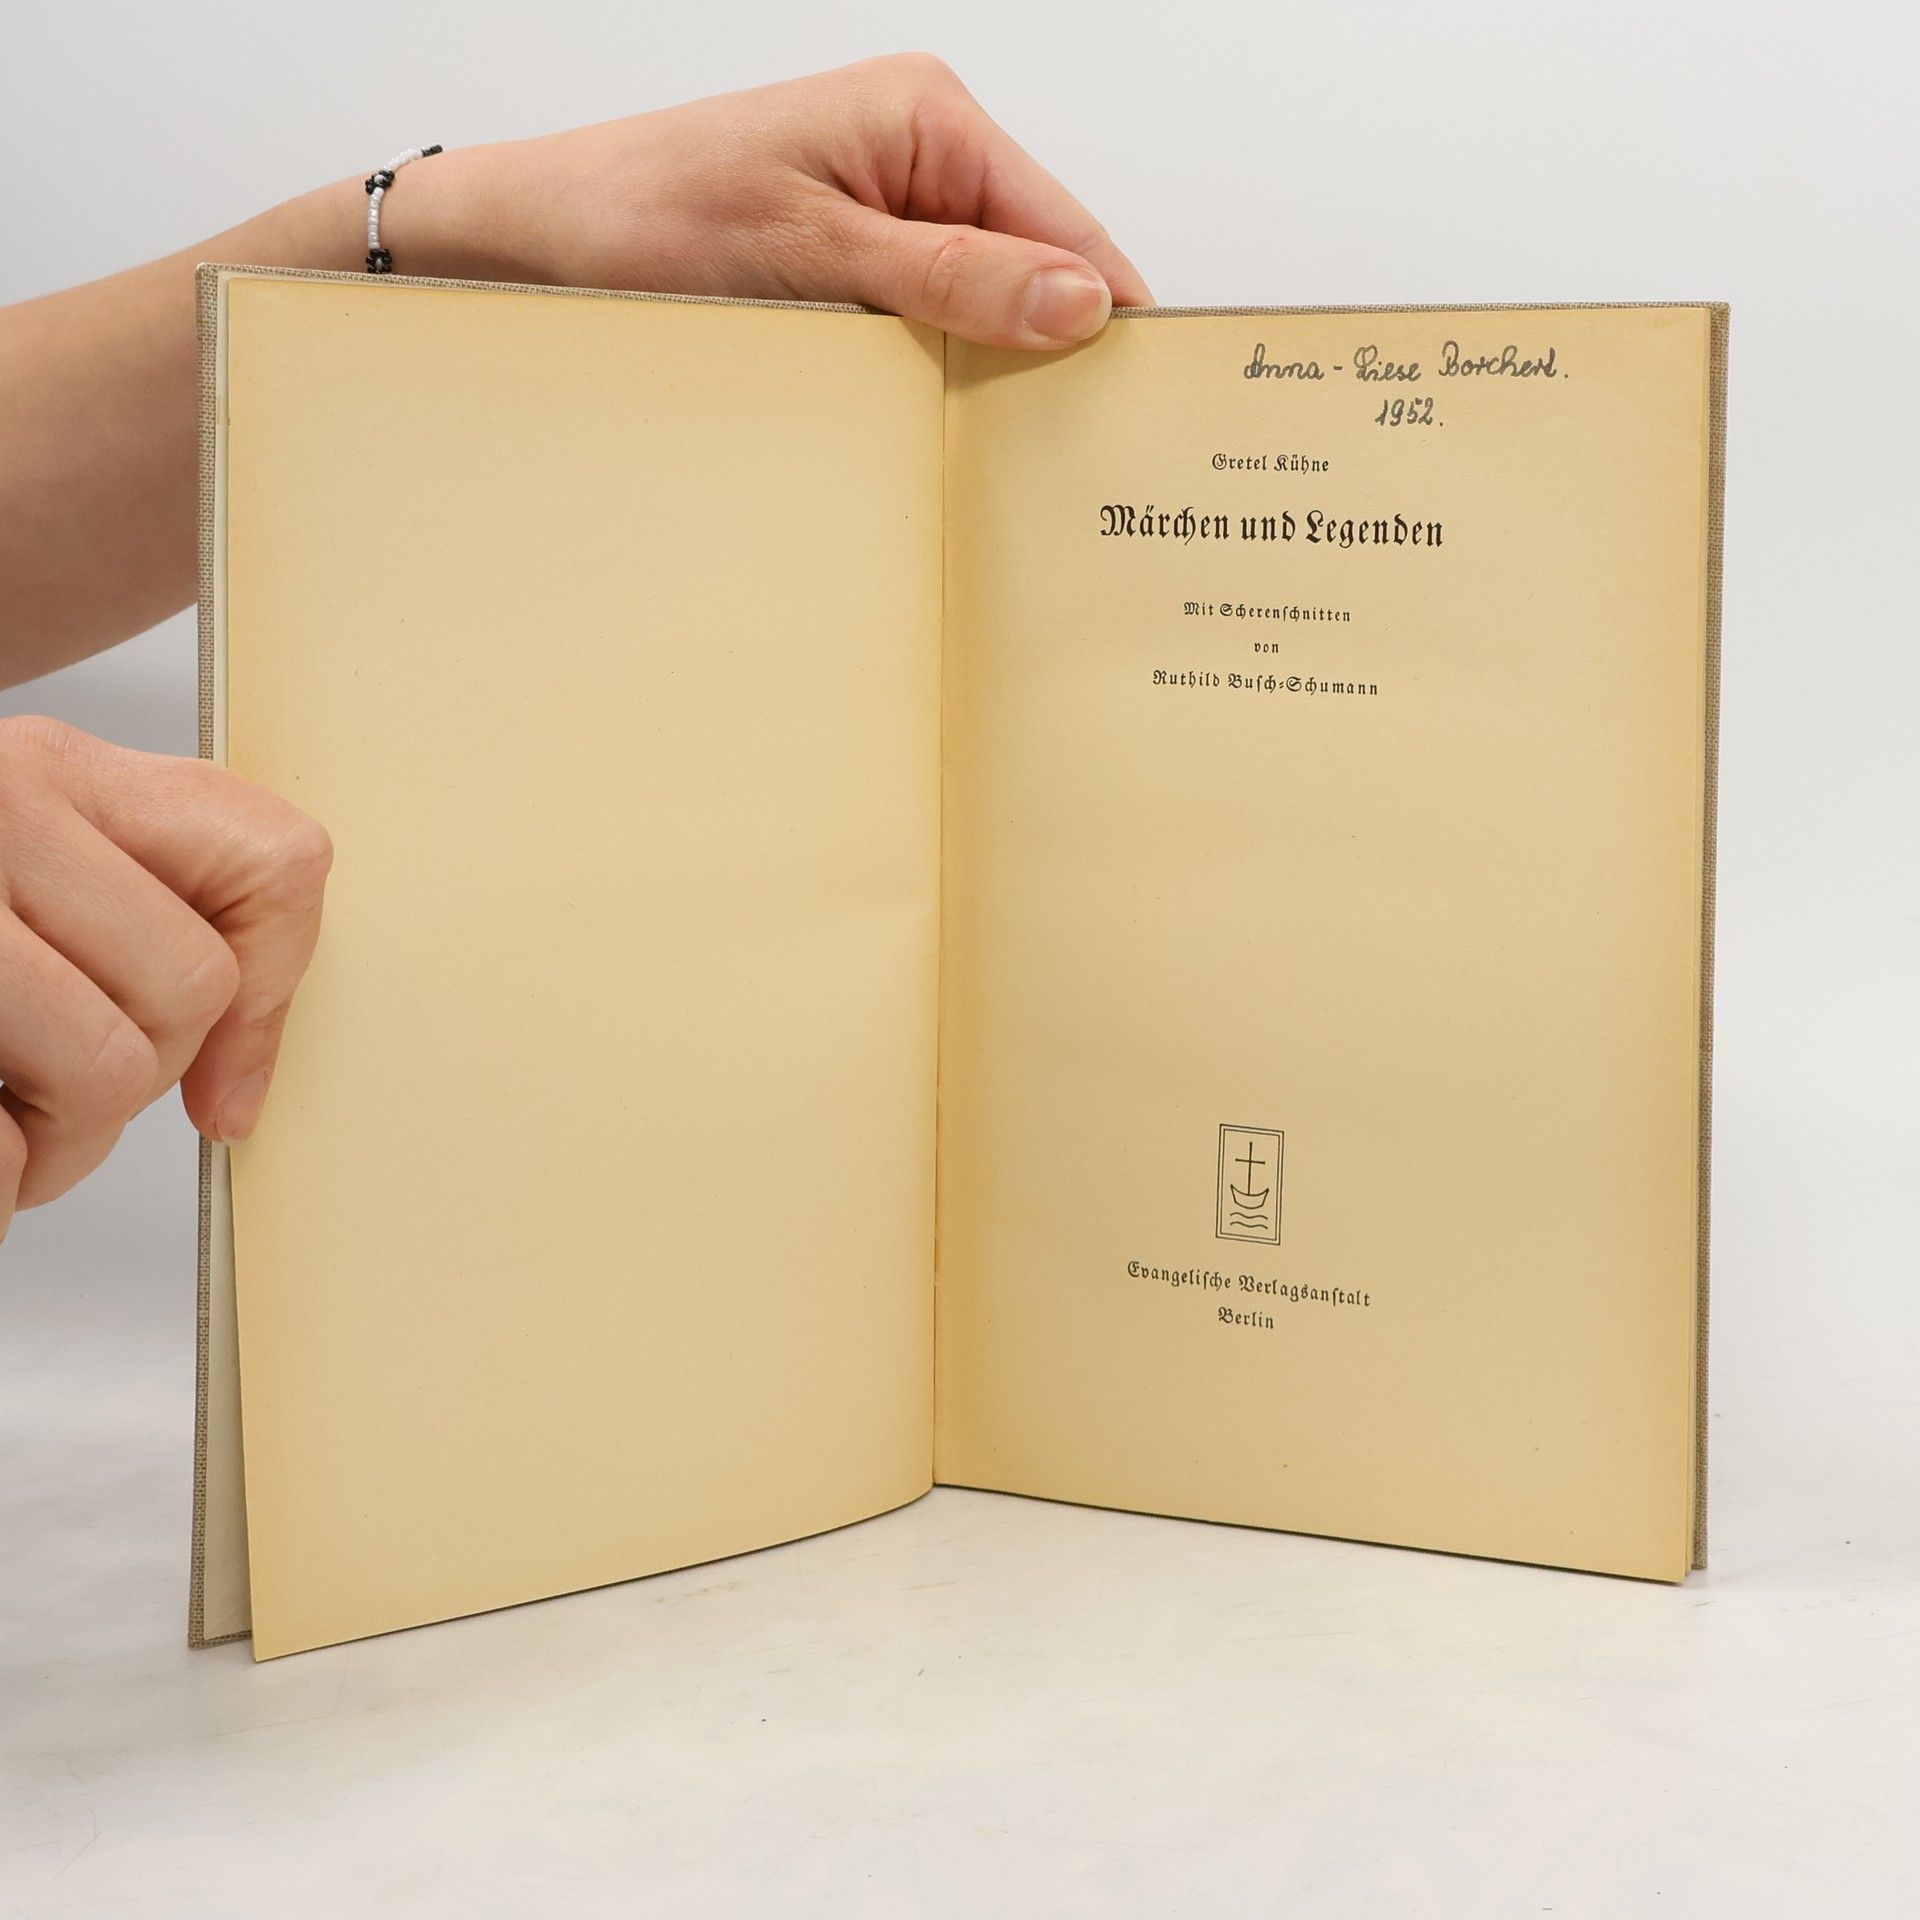 Anna-Liese Borchert.
1952.
Gretel Kühne
Märchen und Legenden
Mit Scherenſchnitten
von
Ruthild Buſch-Schumann
Evangeliſche Verlagsanſtalt
Berlin